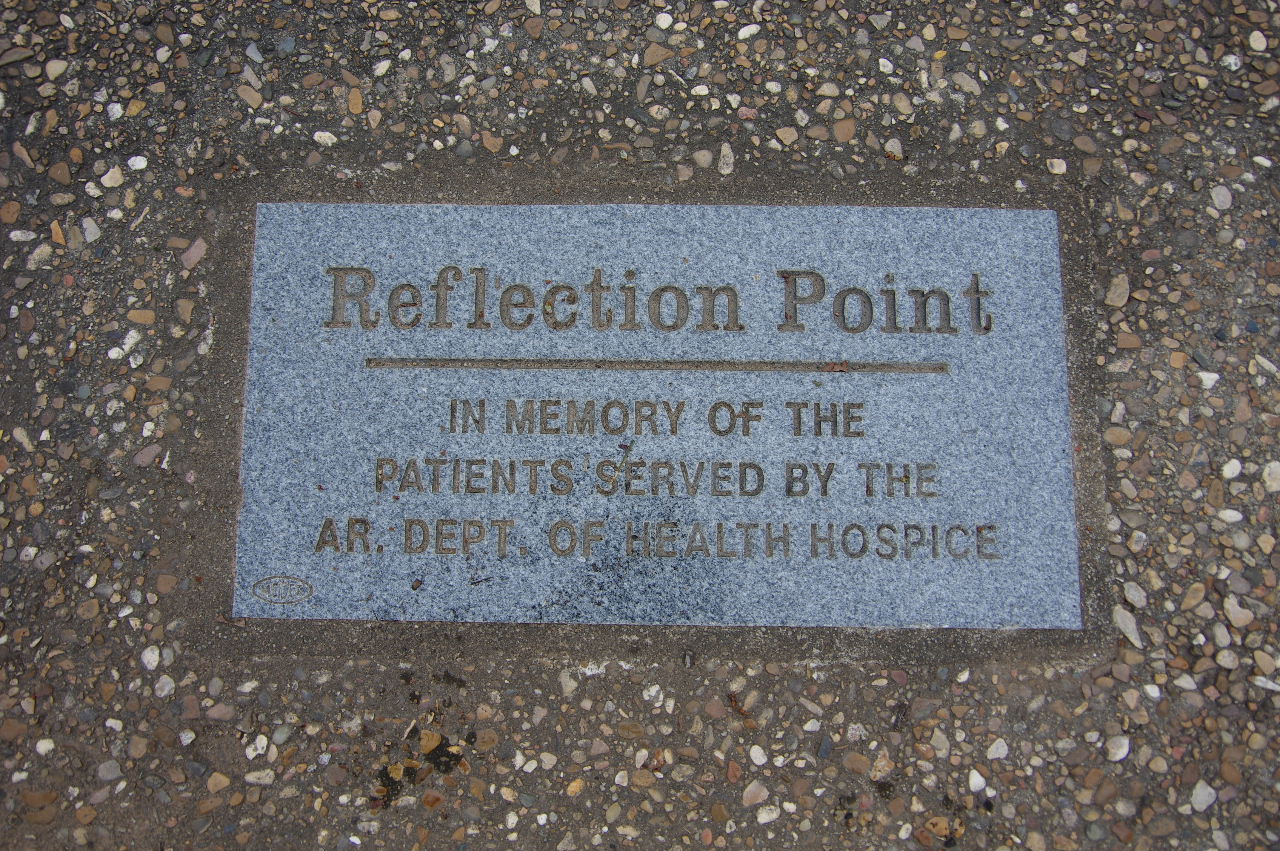 Reflection Point
IN MEMORY OF THE
PATIENTS SERVED BY THE
AR. DEPT. OF HEALTH HOSPICE